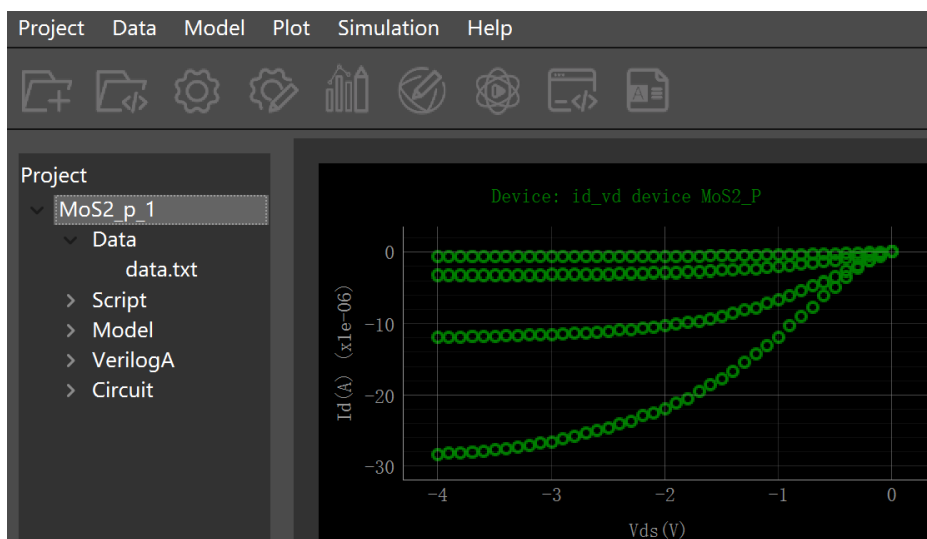 Project Data Model Plot Simulation Help
A
Project
MoS2_p_1
Data
data.txt
Script
Model
VerilogA
Circuit
Device: id_vd device MoS2_P
Id(A) (x1e-06)
0
-10
-20
-30
-4 -3 -2 -1 0
Vds(V)